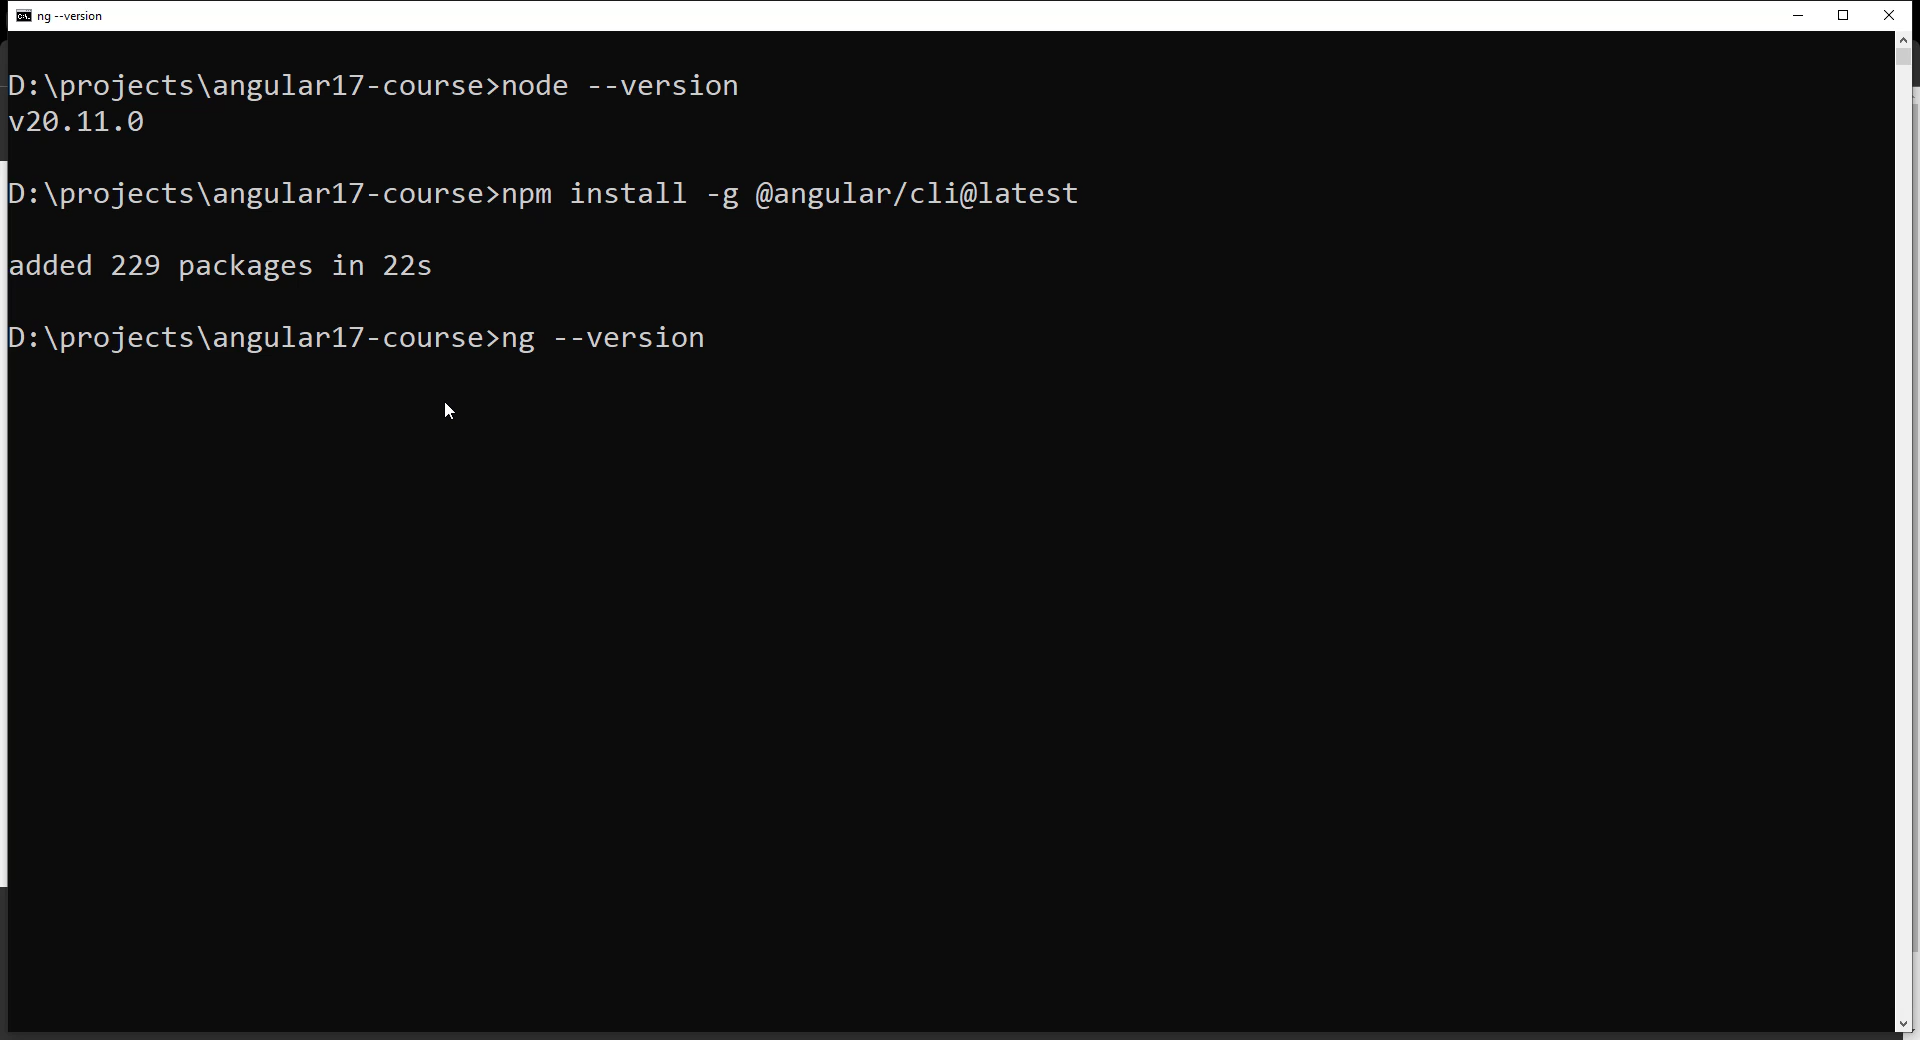 ng --version
D:\projects\angular17-course>node --version
v20.11.0
D:\projects\angular17-course>npm install -g @angular/cli@latest
added 229 packages in 22s
D:\projects\angular17-course>ng --version